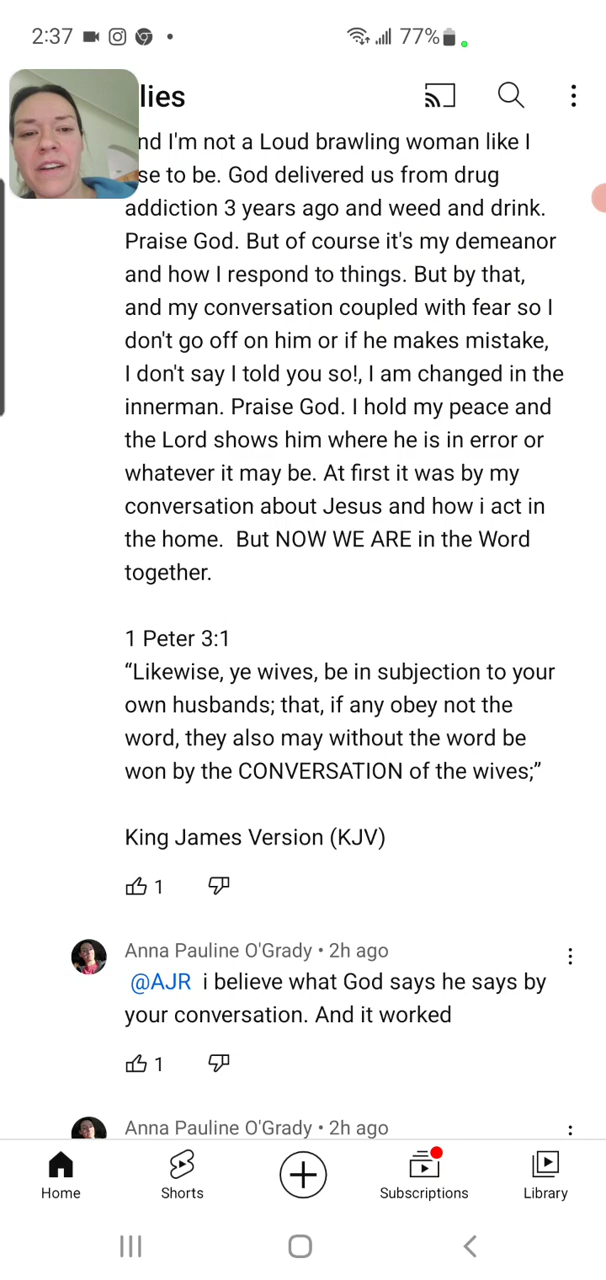 2:37
77%
lies
nd I'm not a Loud brawling woman like I
se to be. God delivered us from drug
addiction 3 years ago and weed and drink.
Praise God. But of course it's my demeanor
and how I respond to things. But by that,
and my conversation coupled with fear so I
don't go off on him or if he makes mistake,
I don't say I told you so!, I am changed in the
innerman. Praise God. I hold my peace and
the Lord shows him where he is in error or
whatever it may be. At first it was by my
conversation about Jesus and how i act in
the home.  But NOW WE ARE in the Word
together.
1 Peter 3:1
“Likewise, ye wives, be in subjection to your
own husbands; that, if any obey not the
word, they also may without the word be
won by the CONVERSATION of the wives;”
King James Version (KJV)
1
Anna Pauline O'Grady • 2h ago
@AJR i believe what God says he says by
your conversation. And it worked
1
Anna Pauline O'Grady • 2h ago
Home Shorts Subscriptions Library